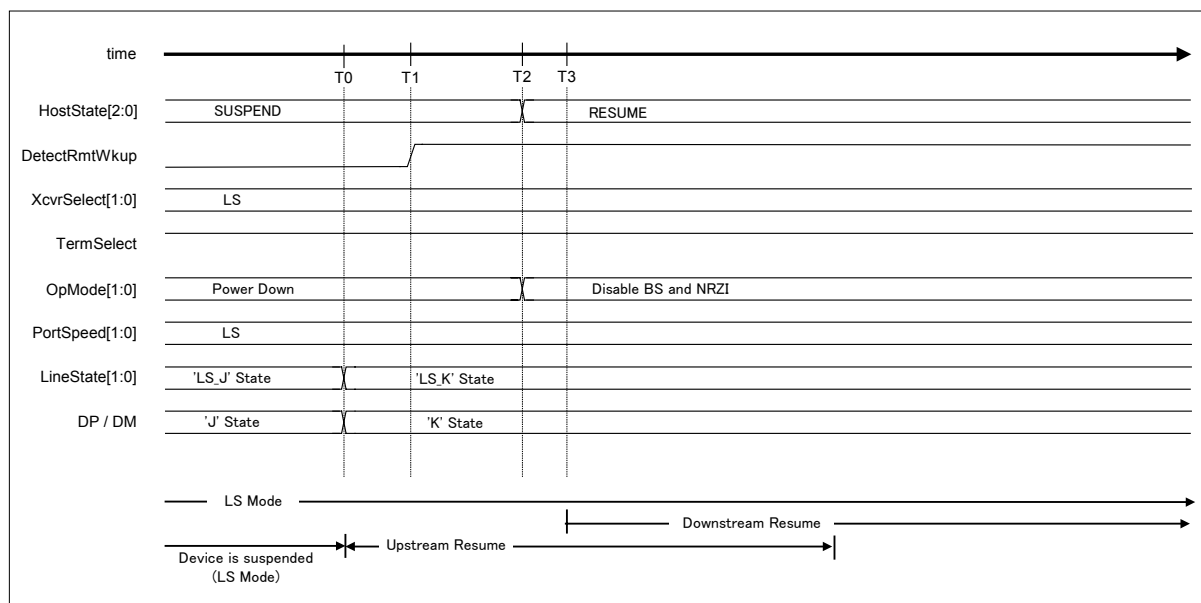 time
T0 T1 T2 T3
HostState[2:0] SUSPEND RESUME
DetectRmtWkup
XcvrSelect[1:0] LS
TermSelect
OpMode[1:0] Power Down Disable BS and NRZI
PortSpeed[1:0] LS
LineState[1:0] 'LS_J' State 'LS_K' State
DP / DM 'J' State 'K' State
LS Mode
Downstream Resume
Upstream Resume
Device is suspended
(LS Mode)